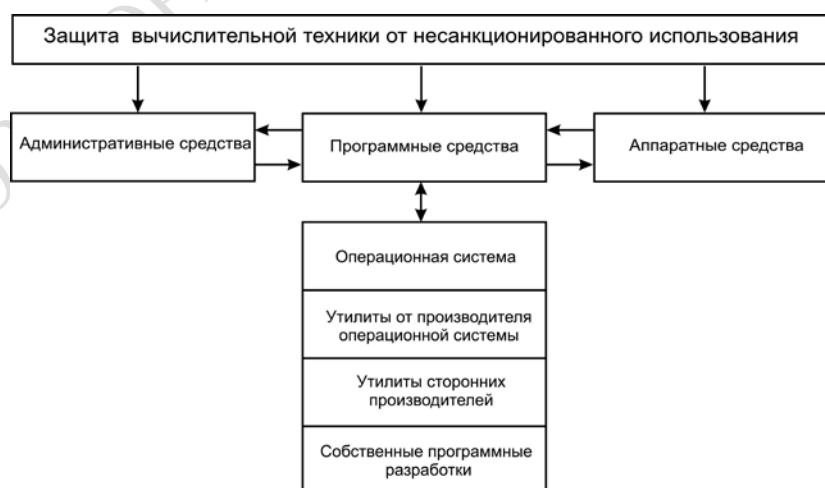 Защита вычислительной техники от несанкционированного использования
Административные средства
Программные средства
Аппаратные средства
Операционная система
Утилиты от производителя
операционной системы
Утилиты сторонних
производителей
Собственные программные
разработки